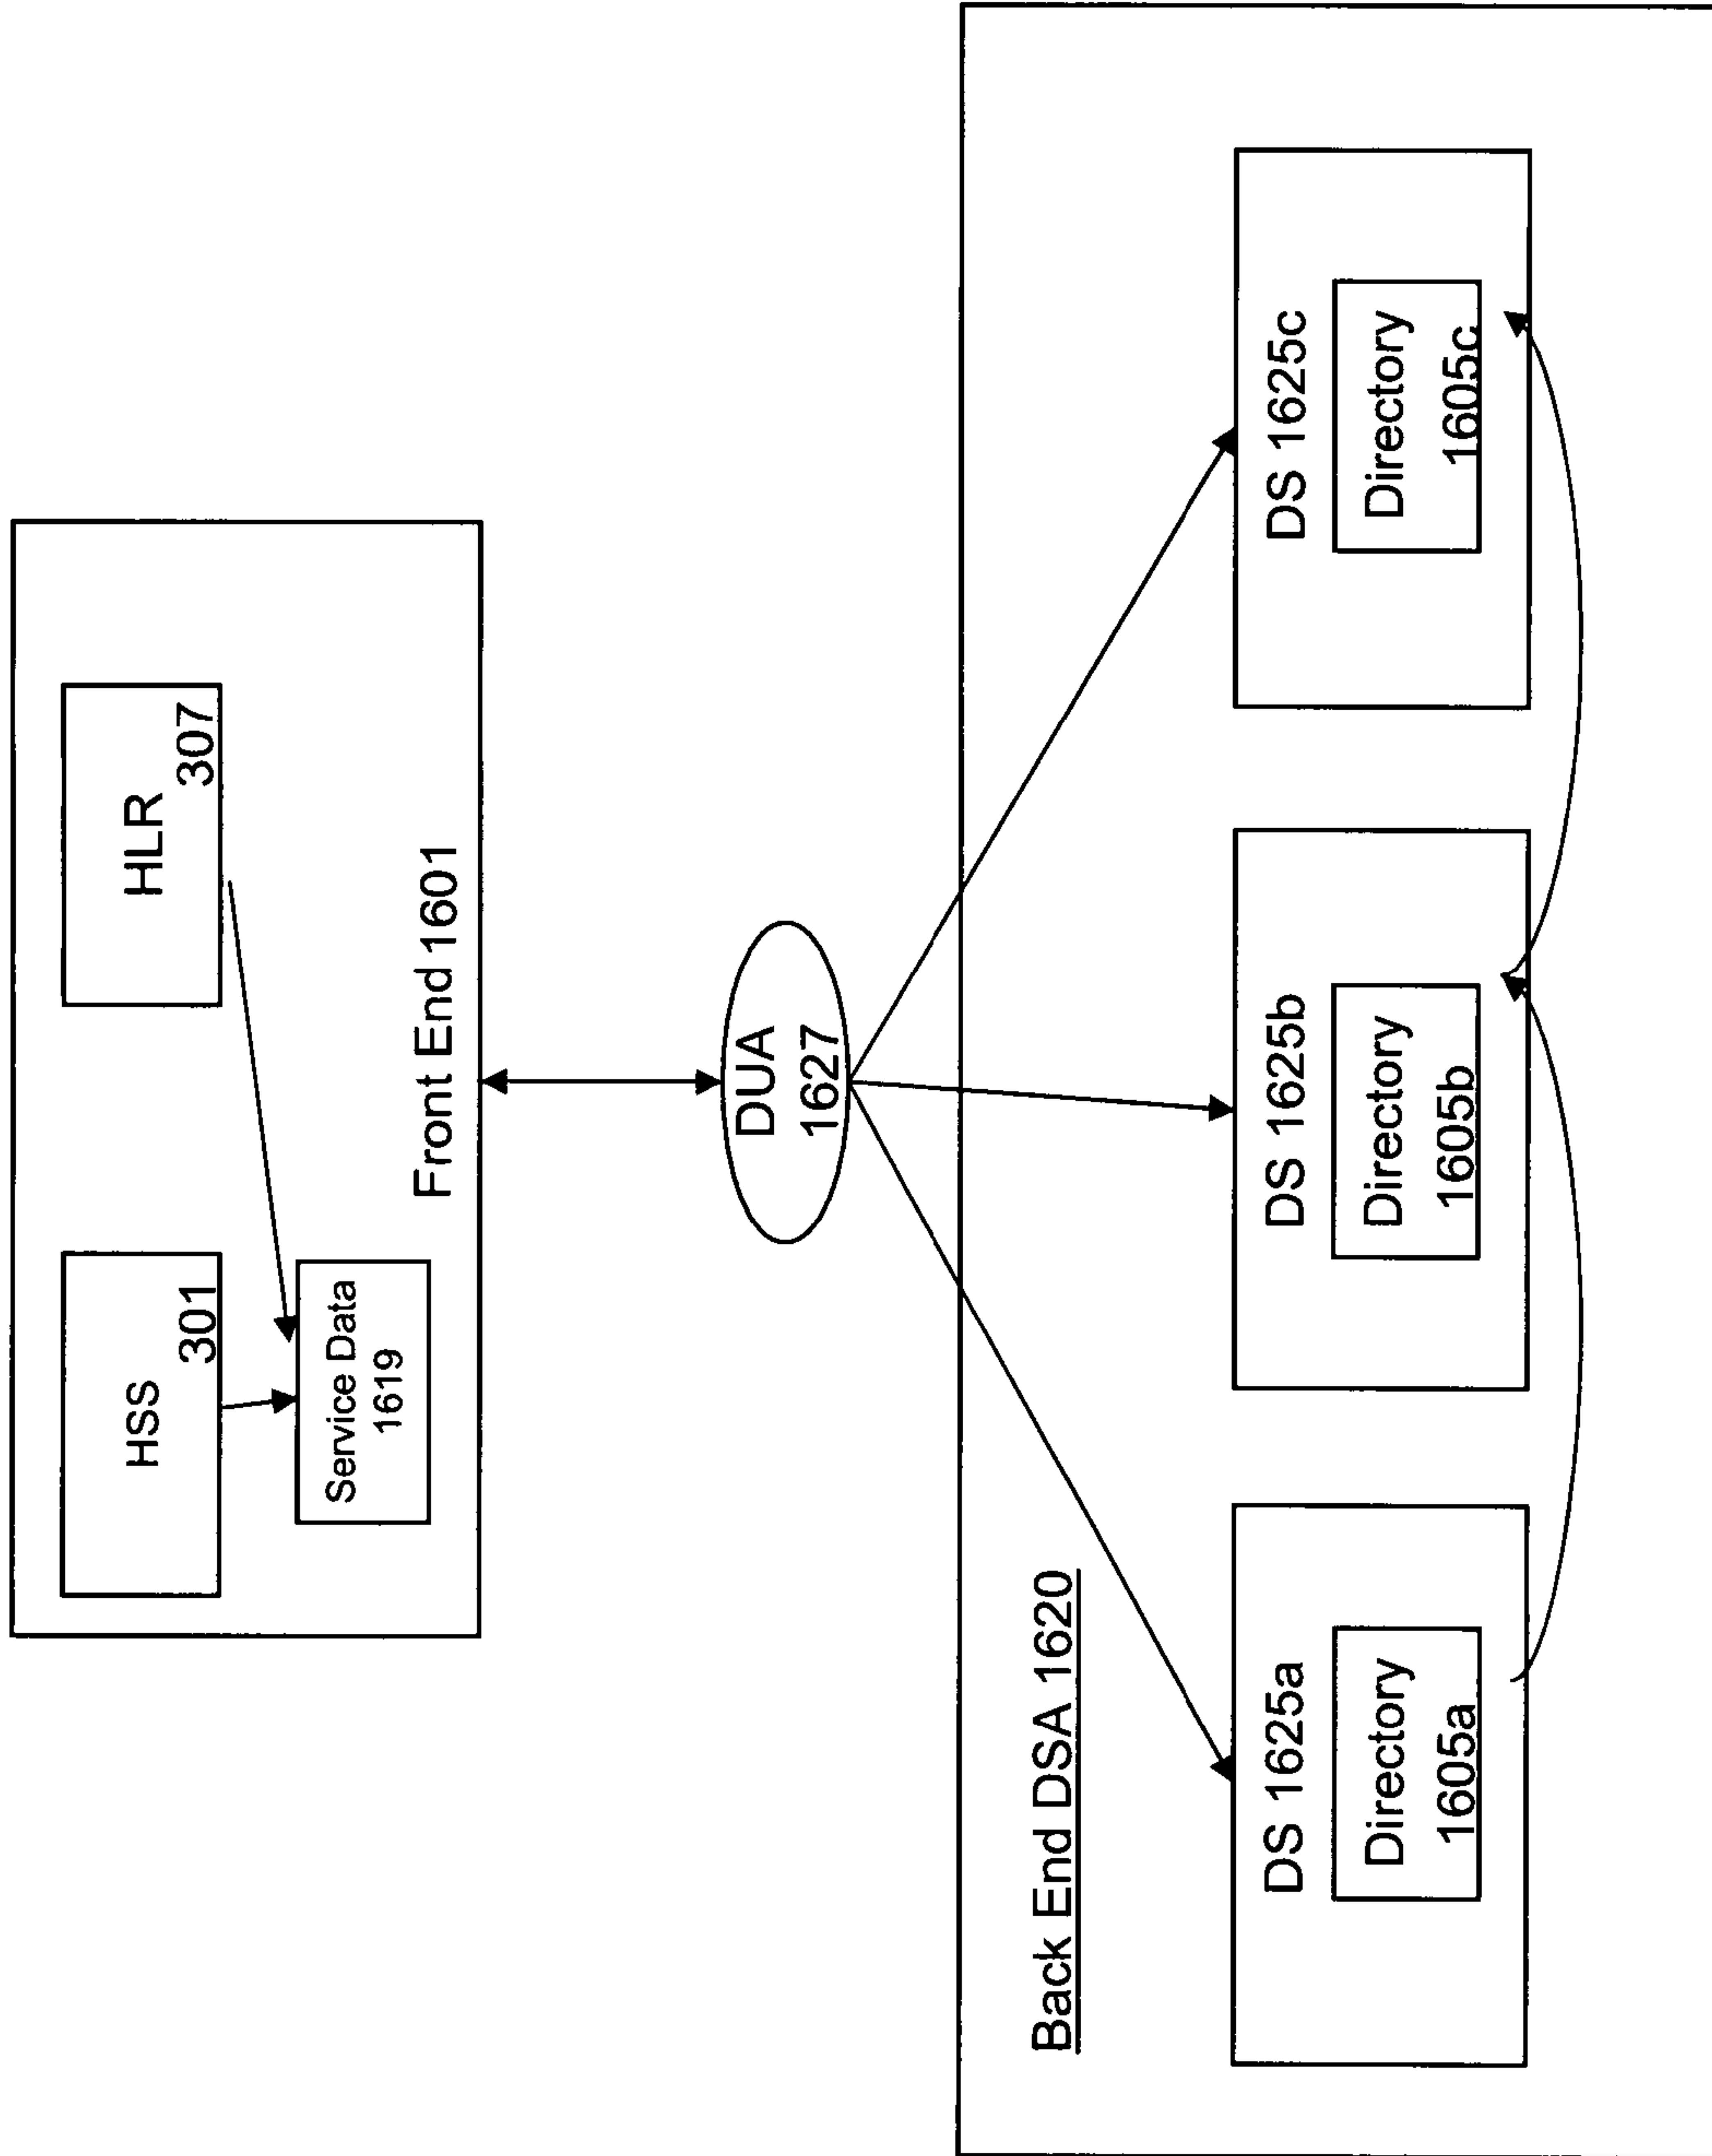 HSS
301
HLR
307
Service Data
1619
Front End 1601
DUA
1627
Back End DSA 1620
DS 1625a
Directory
1605a
DS 1625b
Directory
1605b
DS 1625c
Directory
1605c